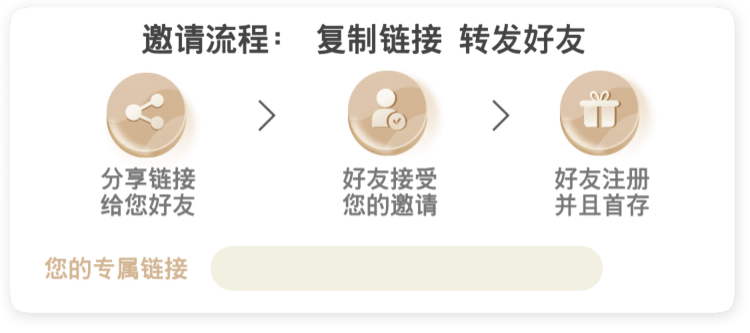 邀请流程： 复制链接 转发好友
分享链接
给您好友
好友接受
您的邀请
好友注册
并且首存
您的专属链接